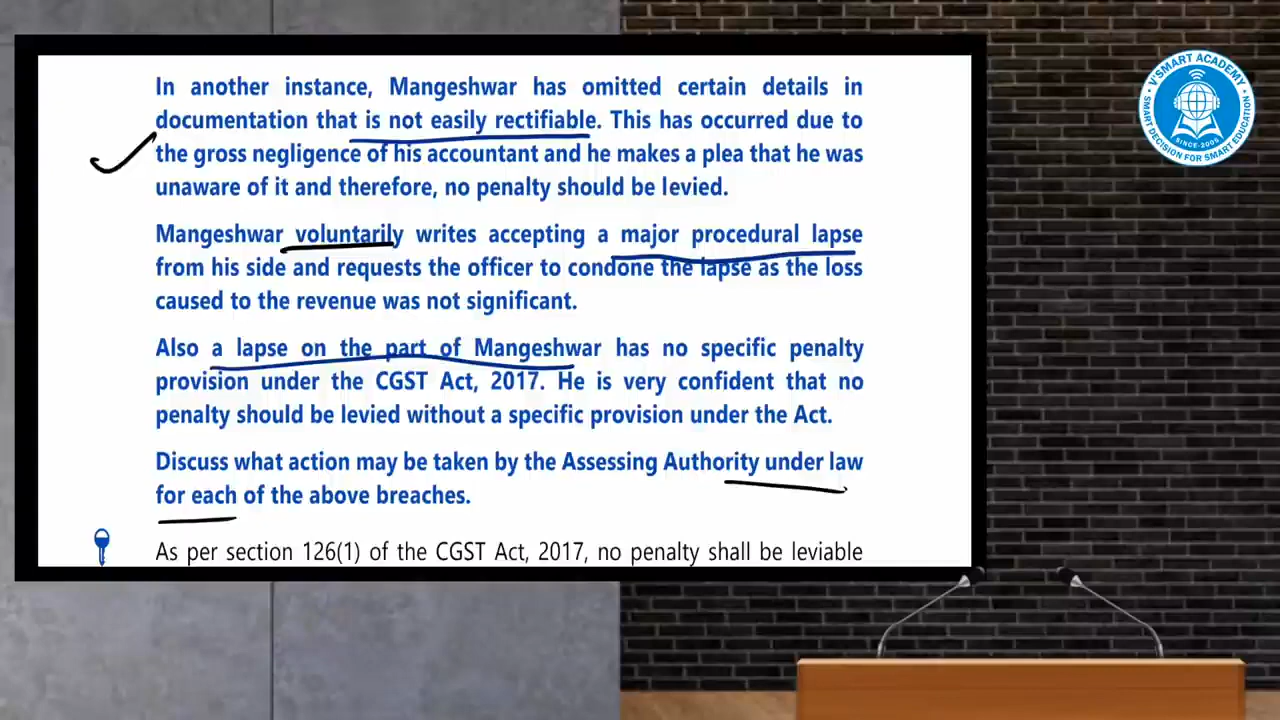 In another instance, Mangeshwar has omitted certain details in
documentation that is not easily rectifiable. This has occurred due to
the gross negligence of his accountant and he makes a plea that he was
unaware of it and therefore, no penalty should be levied.
Mangeshwar voluntarily writes accepting a major procedural lapse
from his side and requests the officer to condone the lapse as the loss
caused to the revenue was not significant.
Also a lapse on the part of Mangeshwar has no specific penalty
provision under the CGST Act, 2017. He is very confident that no
penalty should be levied without a specific provision under the Act.
Discuss what action may be taken by the Assessing Authority under law
for each of the above breaches.
As per section 126(1) of the CGST Act, 2017, no penalty shall be leviable
V'SMART ACADEMY
SINCE-2005
SMART DECISION FOR SMART EDUCATION